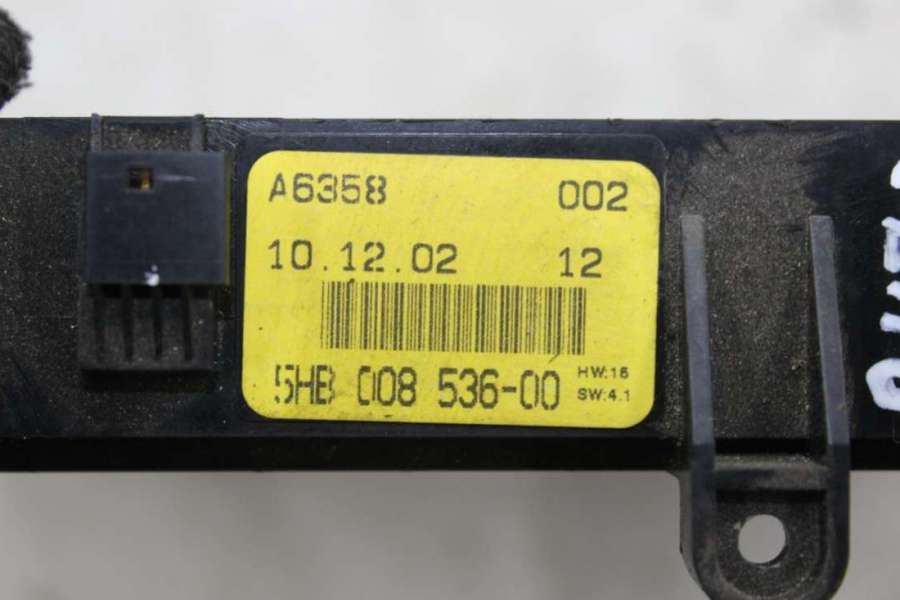 A6358 002
10.12.02 12
5HB 008 536-00 HW:16
SW:4.1